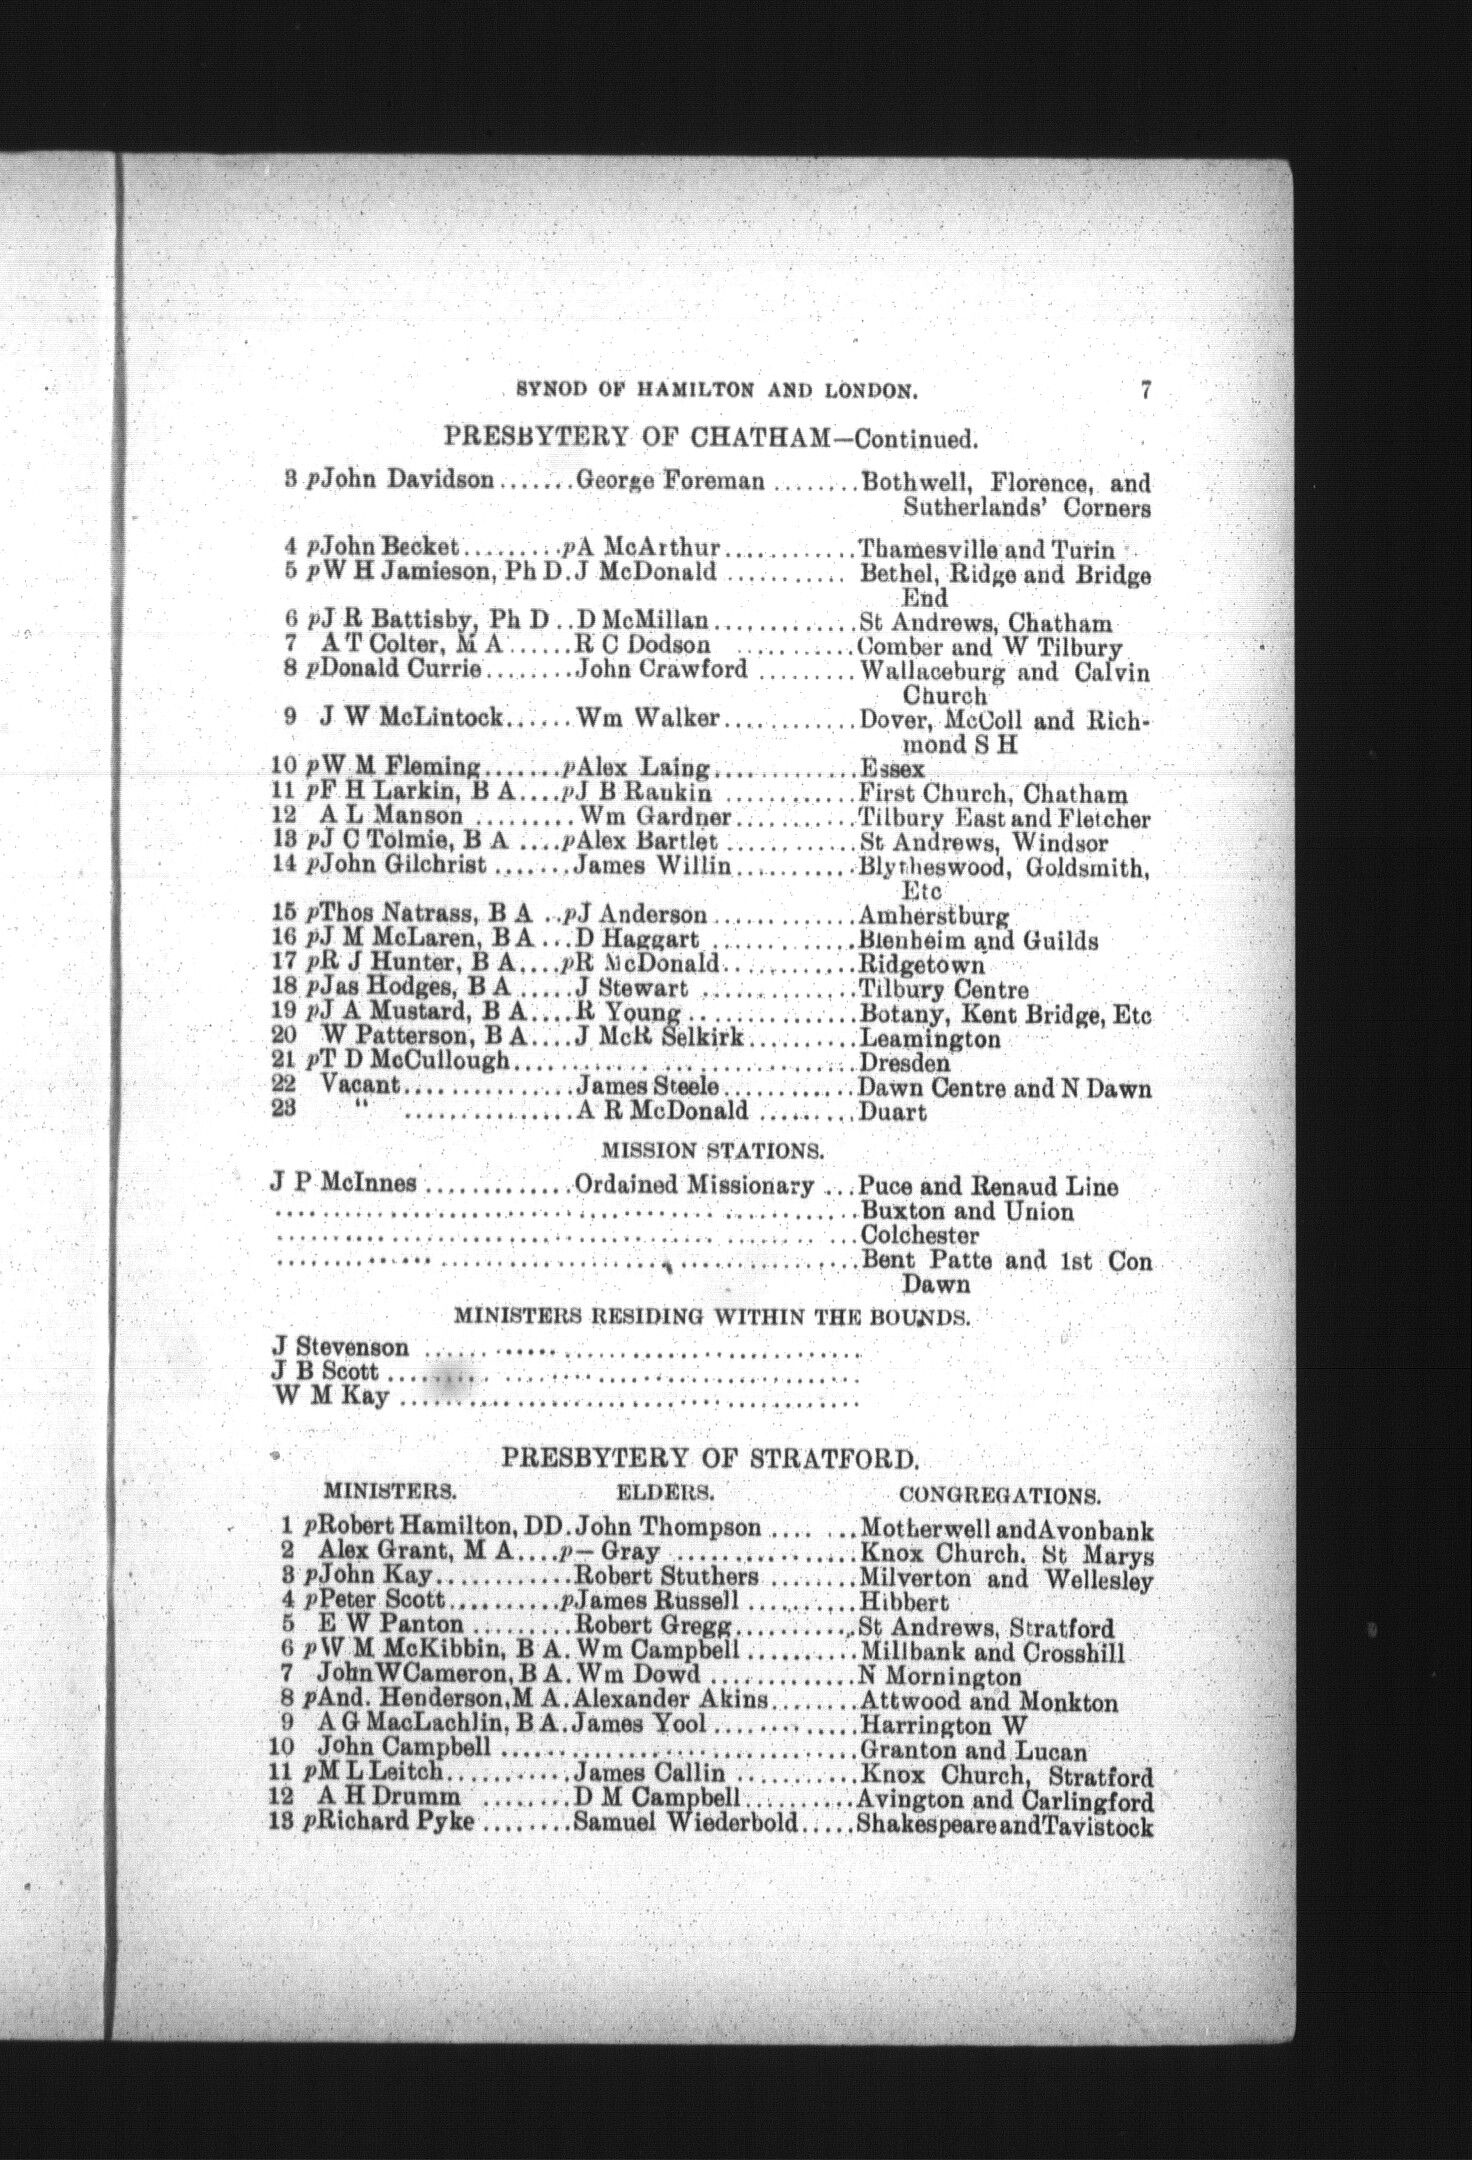 SYNOD OF HAMILTON AND LONDON. 7
PRESBYTERY OF CHATHAM—Continued.
3 pJohn Davidson.......George Foreman ........Bothwell, Florence, and
Sutherlands' Corners
4 pJohn Becket.........pA McArthur............Thamesville and Turin
5 pW H Jamieson, Ph D.J McDonald ........... Bethel, Ridge and Bridge
End
6 pJ R Battisby, Ph D ..D McMillan.............St Andrews, Chatham
7 A T Colter, M A......R C Dodson ...........Comber and W Tilbury
8 pDonald Currie........John Crawford .........Wallaceburg and Calvin
Church
9 J W McLintock......Wm Walker............Dover, McColl and Rich-
mond S H
10 pW M Fleming.......pAlex Laing.............Essex
11 pF H Larkin, B A....pJ B Rankin ............First Church, Chatham
12 A L Manson .........Wm Gardner...........Tilbury East and Fletcher
13 pJ C Tolmie, B A ....pAlex Bartlet ............St Andrews, Windsor
14 pJohn Gilchrist .......James Willin...........Blytheswood, Goldsmith,
Etc
15 pThos Natrass, B A ..pJ Anderson.............Amherstburg
16 pJ M McLaren, B A...D Haggart .............Blenheim and Guilds
17 pR J Hunter, B A....pR McDonald............Ridgetown
18 pJas Hodges, B A.....J Stewart ..............Tilbury Centre
19 pJ A Mustard, B A....R Young................Botany, Kent Bridge, Etc
20 W Patterson, B A....J McR Selkirk..........Leamington
21 pT D McCullough.................................Dresden
22 Vacant...............James Steele............Dawn Centre and N Dawn
23 " ...............A R McDonald .........Duart
MISSION STATIONS.
J P McInnes .............Ordained Missionary ...Puce and Renaud Line
......................................................Buxton and Union
......................................................Colchester
......................................................Bent Patte and 1st Con
Dawn
MINISTERS RESIDING WITHIN THE BOUNDS.
J Stevenson ........................................
J B Scott ..........................................
W M Kay .........................................
PRESBYTERY OF STRATFORD.
MINISTERS. ELDERS. CONGREGATIONS.
1 pRobert Hamilton, DD.John Thompson .... ...Motherwell and Avonbank
2 Alex Grant, M A....p— Gray ................Knox Church. St Marys
3 pJohn Kay............Robert Stuthers ........Milverton and Wellesley
4 pPeter Scott..........pJames Russell ..........Hibbert
5 E W Panton .........Robert Gregg...........St Andrews, Stratford
6 pW M McKibbin, B A.Wm Campbell ..........Millbank and Crosshill
7 John W Cameron, B A.Wm Dowd .............N Mornington
8 pAnd. Henderson, M A.Alexander Akins........Attwood and Monkton
9 A G MacLachlin, B A.James Yool.............Harrington W
10 John Campbell ..................................Granton and Lucan
11 pM L Leitch...........James Callin ...........Knox Church, Stratford
12 A H Drumm ........D M Campbell..........Avington and Carlingford
13 pRichard Pyke ........Samuel Wiederbold.....Shakespeare and Tavistock